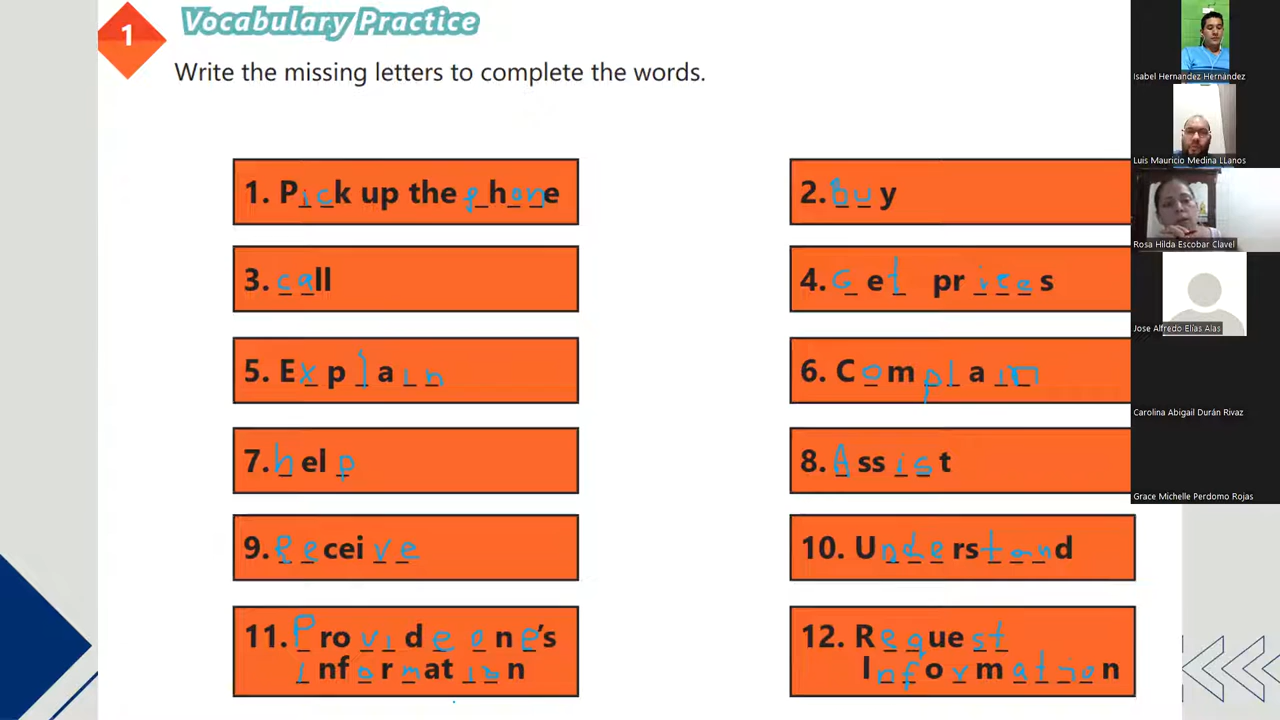 1
Vocabulary Practice
Write the missing letters to complete the words.
1. Pick up the phone
2. Buy
3. call
4. Get prices
5. Explain
6. Complain
7. help
8. Assist
9. Receive
10. Understand
11. Provide one's
information
12. Request
Information
Isabel Hernandez Hernández
Luis Mauricio Medina LLanos
Rosa Hilda Escobar Clavel
Jose Alfredo Elías Alas
Carolina Abigail Durán Rivaz
Grace Michelle Perdomo Rojas